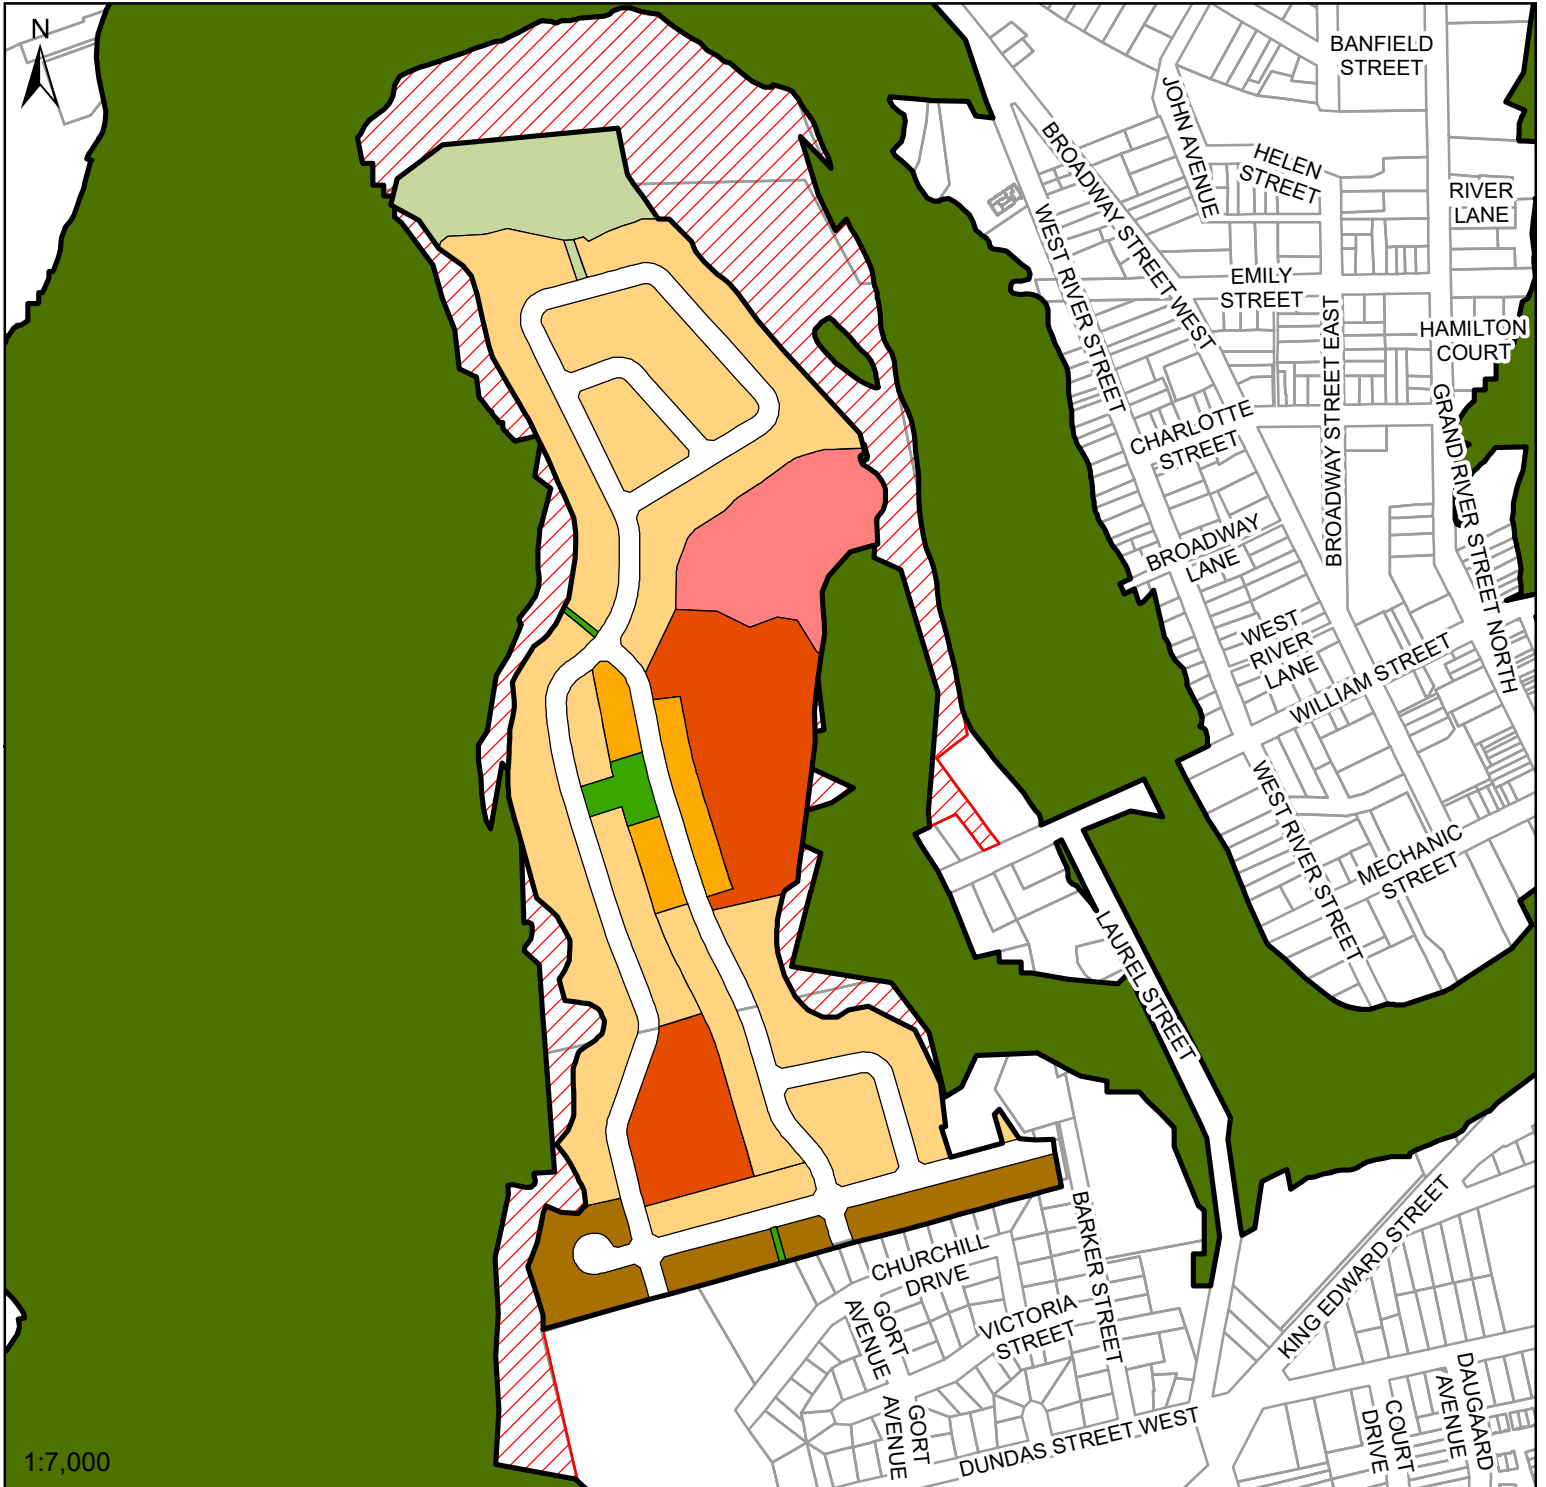 N
BANFIELD
STREET
JOHN AVENUE
BROADWAY STREET WEST
HELEN
STREET
RIVER
LANE
WEST RIVER STREET
EMILY
STREET
BROADWAY STREET EAST
HAMILTON
COURT
CHARLOTTE
STREET
GRAND RIVER STREET NORTH
BROADWAY
LANE
WEST
RIVER
LANE
WILLIAM STREET
WEST RIVER STREET
MECHANIC
STREET
LAUREL STREET
BARKER STREET
CHURCHILL
DRIVE
KING EDWARD STREET
GORT
AVENUE
VICTORIA
STREET
GORT
AVENUE
DUNDAS STREET WEST
COURT
DRIVE
DAUGAARD
AVENUE
1:7,000